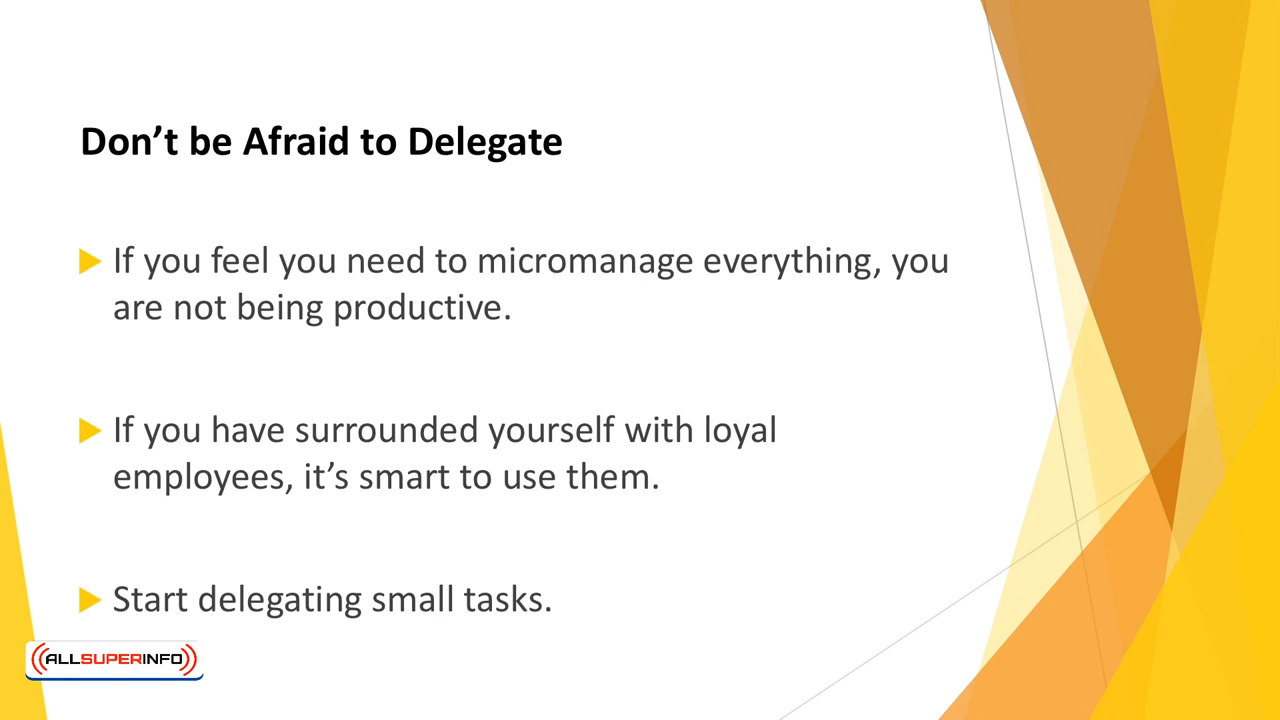 Don’t be Afraid to Delegate
If you feel you need to micromanage everything, you
are not being productive.
If you have surrounded yourself with loyal
employees, it’s smart to use them.
Start delegating small tasks.
ALLSUPERINFO